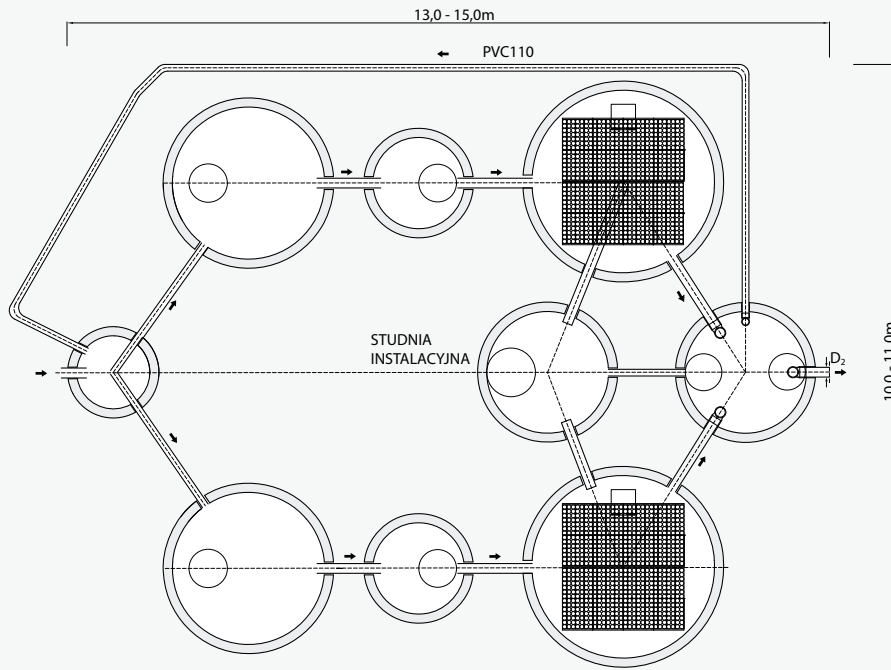 13,0 - 15,0m
PVC110
STUDNIA
INSTALACYJNA
D₂
10,0 - 11,0m